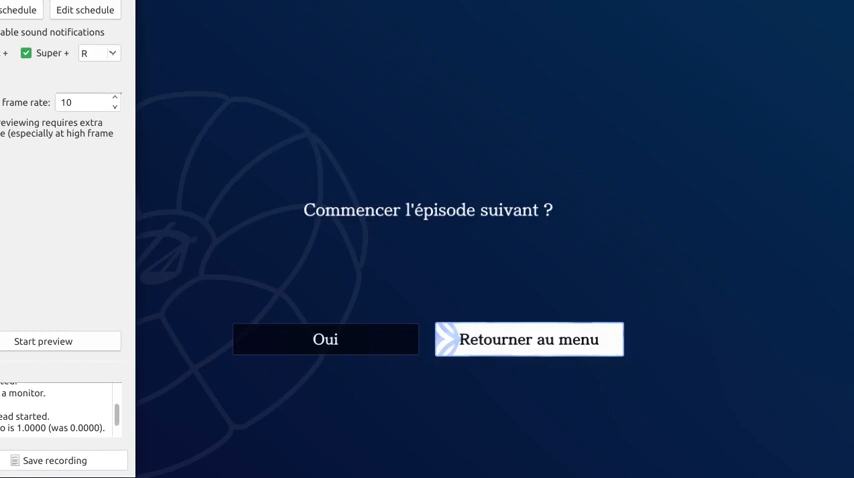 schedule
Edit schedule
able sound notifications
+
Super +
R
frame rate:
10
reviewing requires extra
e (especially at high frame
Start preview
a monitor.
ead started.
o is 1.0000 (was 0.0000).
Save recording
Commencer l'épisode suivant ?
Oui
Retourner au menu